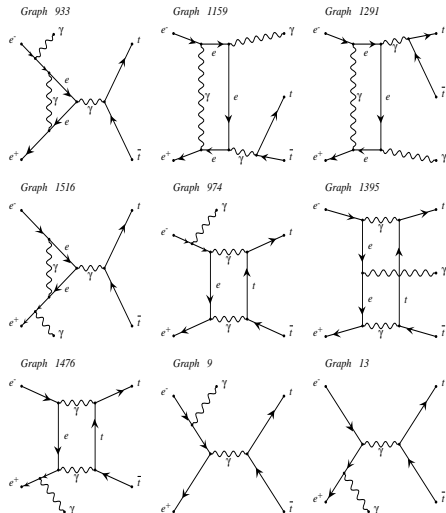 Graph 933 Graph 1159 Graph 1291
e- γ t γ e γ e e t t̄ e+
e- γ e γ e e γ t t̄ e+
e- e γ t γ e t̄ e e+ γ
Graph 1516 Graph 974 Graph 1395
e- e γ γ e t t̄ e+ γ
e- γ γ t e t γ e+ t̄
e- γ t e γ e t γ e+ t̄
Graph 1476 Graph 9 Graph 13
e- γ t e t γ e+ t̄ γ
e- γ t γ e+ t̄
e- t γ e+ t̄ γ